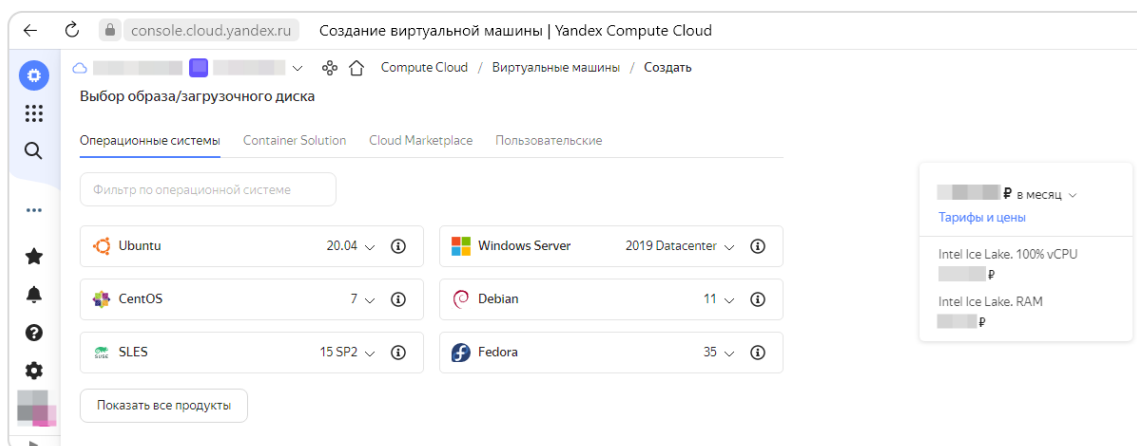 console.cloud.yandex.ru Создание виртуальной машины | Yandex Compute Cloud
Compute Cloud / Виртуальные машины / Создать
Выбор образа/загрузочного диска
Операционные системы Container Solution Cloud Marketplace Пользовательские
Фильтр по операционной системе
Ubuntu 20.04
Windows Server 2019 Datacenter
CentOS 7
Debian 11
SLES 15 SP2
Fedora 35
Показать все продукты
₽ в месяц
Тарифы и цены
Intel Ice Lake. 100% vCPU
₽
Intel Ice Lake. RAM
₽